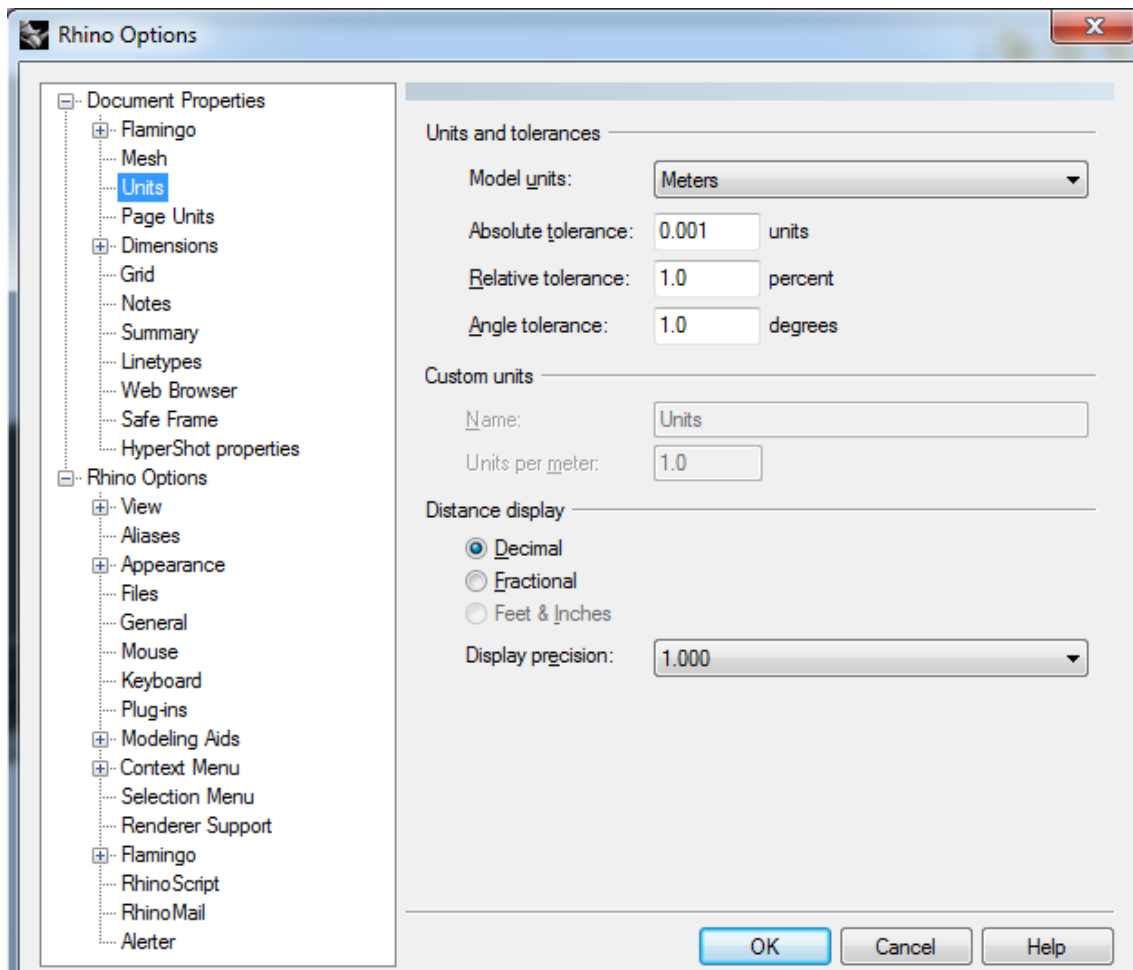 Rhino Options
Document Properties
Flamingo
Mesh
Units
Page Units
Dimensions
Grid
Notes
Summary
Linetypes
Web Browser
Safe Frame
HyperShot properties
Rhino Options
View
Aliases
Appearance
Files
General
Mouse
Keyboard
Plug-ins
Modeling Aids
Context Menu
Selection Menu
Renderer Support
Flamingo
RhinoScript
RhinoMail
Alerter
Units and tolerances
Model units: Meters
Absolute tolerance: 0.001 units
Relative tolerance: 1.0 percent
Angle tolerance: 1.0 degrees
Custom units
Name: Units
Units per meter: 1.0
Distance display
Decimal
Fractional
Feet & Inches
Display precision: 1.000
OK Cancel Help